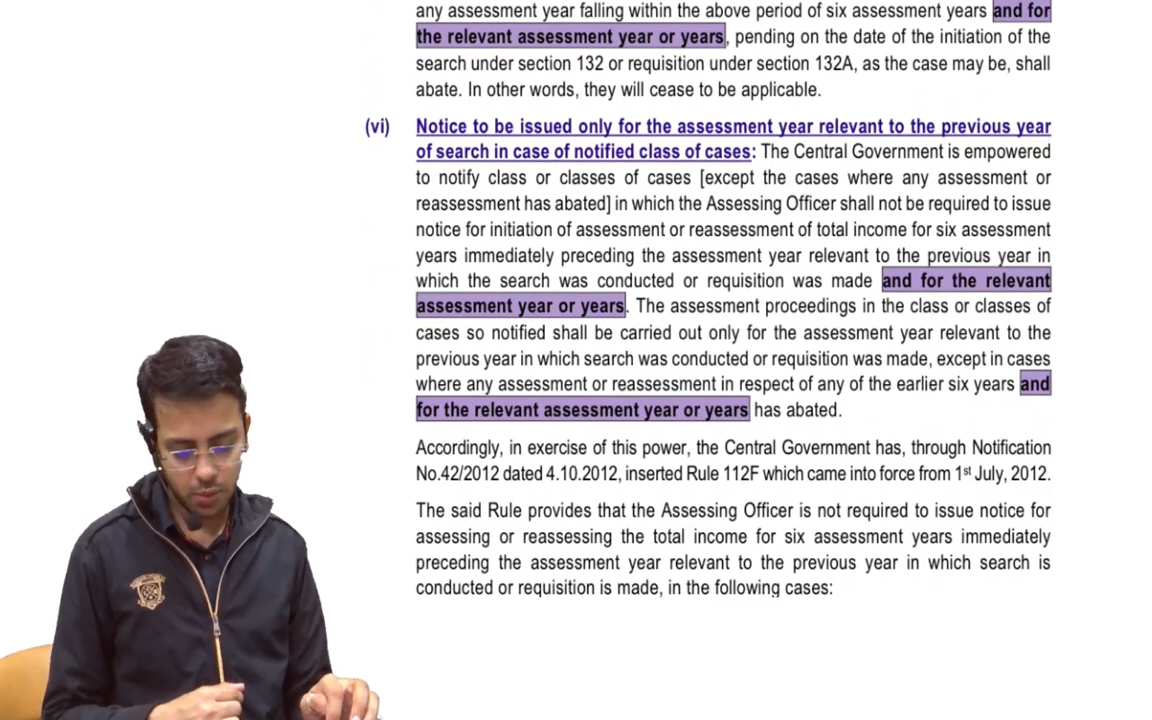 any assessment year falling within the above period of six assessment years and for
the relevant assessment year or years, pending on the date of the initiation of the
search under section 132 or requisition under section 132A, as the case may be, shall
abate. In other words, they will cease to be applicable.
(vi) Notice to be issued only for the assessment year relevant to the previous year
of search in case of notified class of cases: The Central Government is empowered
to notify class or classes of cases [except the cases where any assessment or
reassessment has abated] in which the Assessing Officer shall not be required to issue
notice for initiation of assessment or reassessment of total income for six assessment
years immediately preceding the assessment year relevant to the previous year in
which the search was conducted or requisition was made and for the relevant
assessment year or years. The assessment proceedings in the class or classes of
cases so notified shall be carried out only for the assessment year relevant to the
previous year in which search was conducted or requisition was made, except in cases
where any assessment or reassessment in respect of any of the earlier six years and
for the relevant assessment year or years has abated.
Accordingly, in exercise of this power, the Central Government has, through Notification
No.42/2012 dated 4.10.2012, inserted Rule 112F which came into force from 1st July, 2012.
The said Rule provides that the Assessing Officer is not required to issue notice for
assessing or reassessing the total income for six assessment years immediately
preceding the assessment year relevant to the previous year in which search is
conducted or requisition is made, in the following cases: